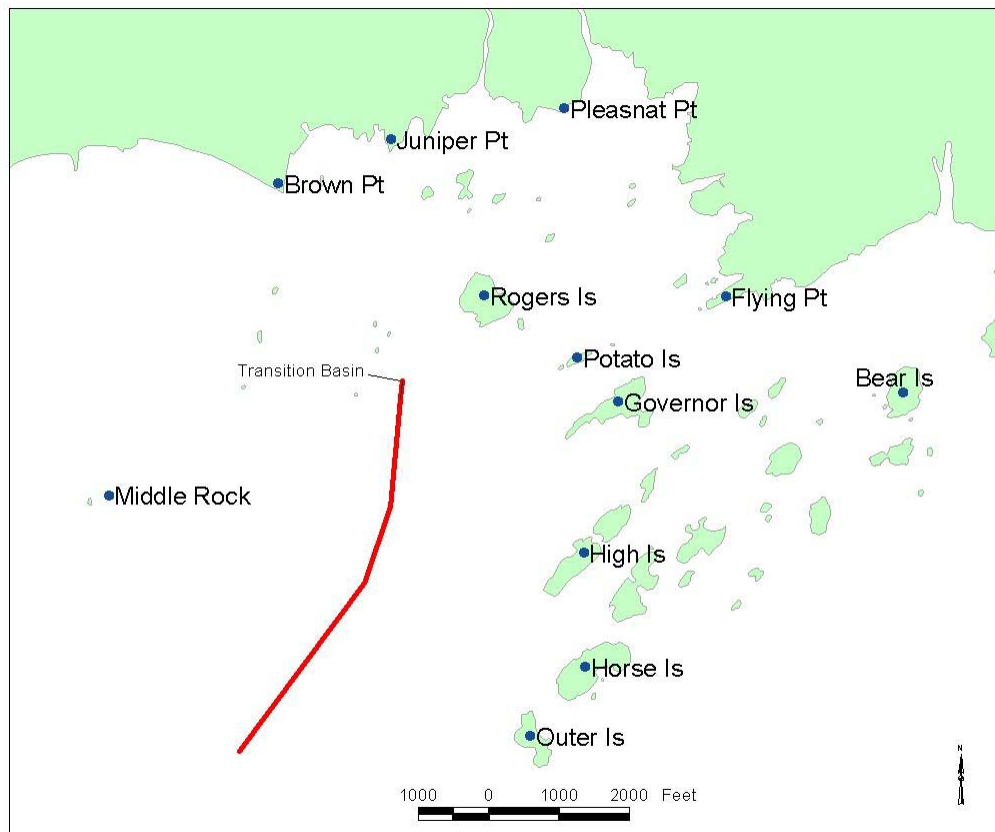 Pleasnat Pt
Juniper Pt
Brown Pt
Rogers Is
Flying Pt
Potato Is
Transition Basin
Bear Is
Governor Is
Middle Rock
High Is
Horse Is
Outer Is
N
1000 0 1000 2000 Feet